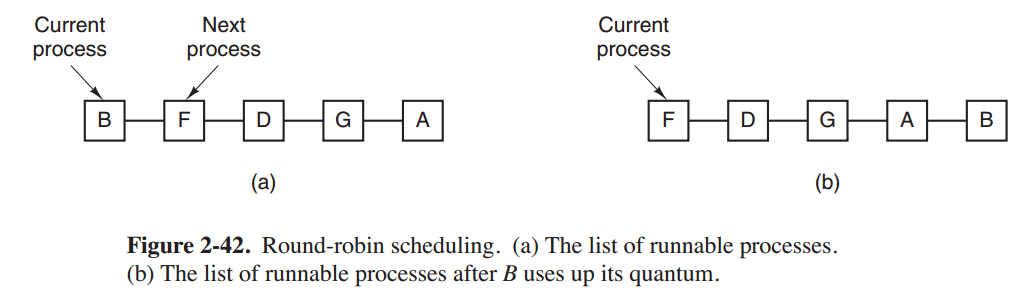 Current Next Current
process process process
B F D G A F D G A B
(a) (b)
Figure 2-42. Round-robin scheduling. (a) The list of runnable processes.
(b) The list of runnable processes after B uses up its quantum.